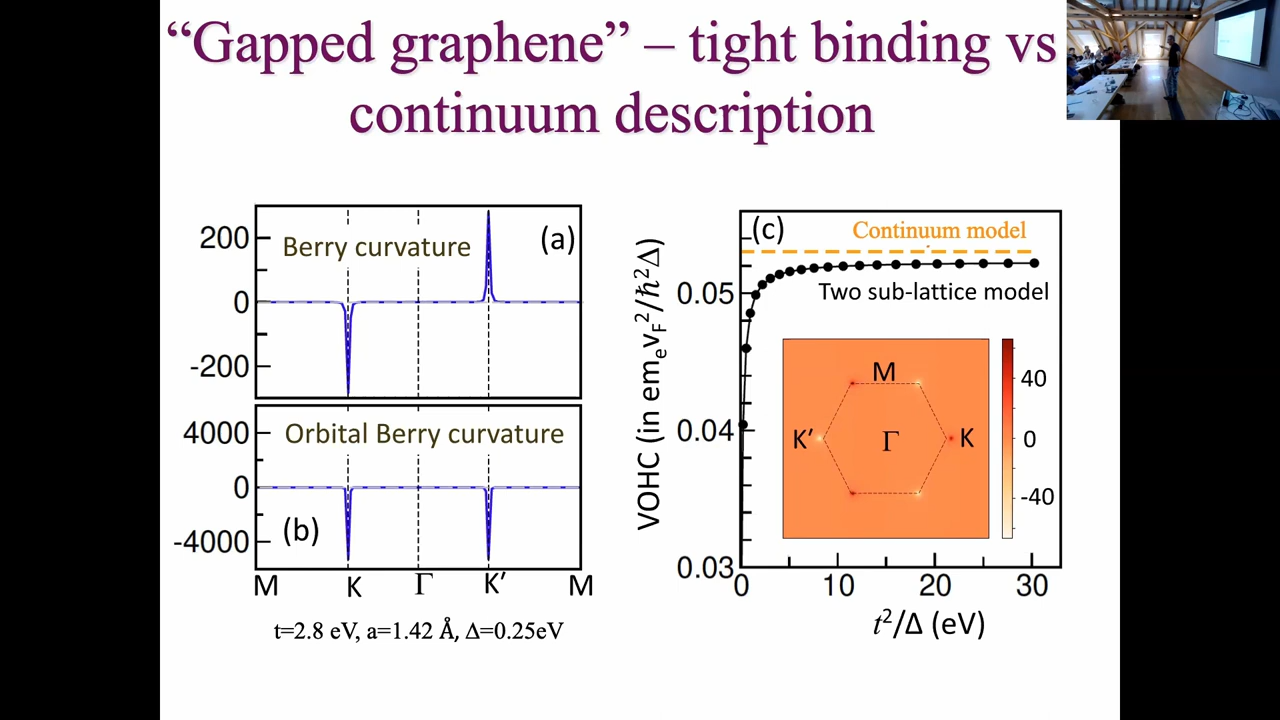 “Gapped graphene” – tight binding vs
continuum description
200
0
-200
Berry curvature
(a)
4000
0
-4000
Orbital Berry curvature
(b)
M K Γ K′ M
t=2.8 eV, a=1.42 Å, Δ=0.25eV
VOHC (in emₑv_F²/ℏ²Δ)
0.05
0.04
0.03
(c)
Continuum model
Two sub-lattice model
M
K′ Γ K
40
0
-40
0 10 20 30
t²/Δ (eV)